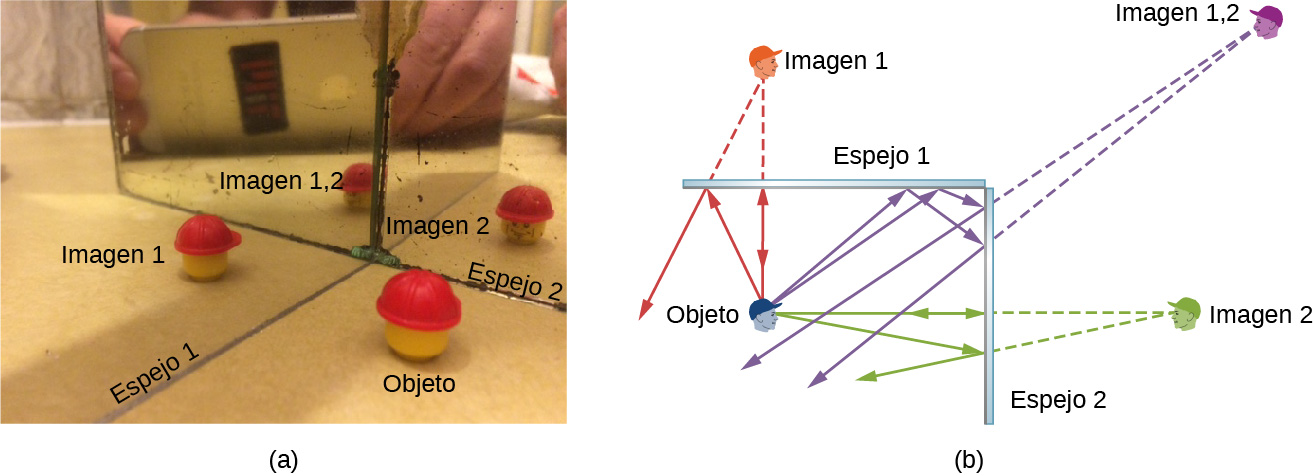 Imagen 1,2
Imagen 2
Imagen 1
Espejo 2
Espejo 1
Objeto
(a)
Imagen 1,2
Imagen 1
Espejo 1
Objeto
Imagen 2
Espejo 2
(b)